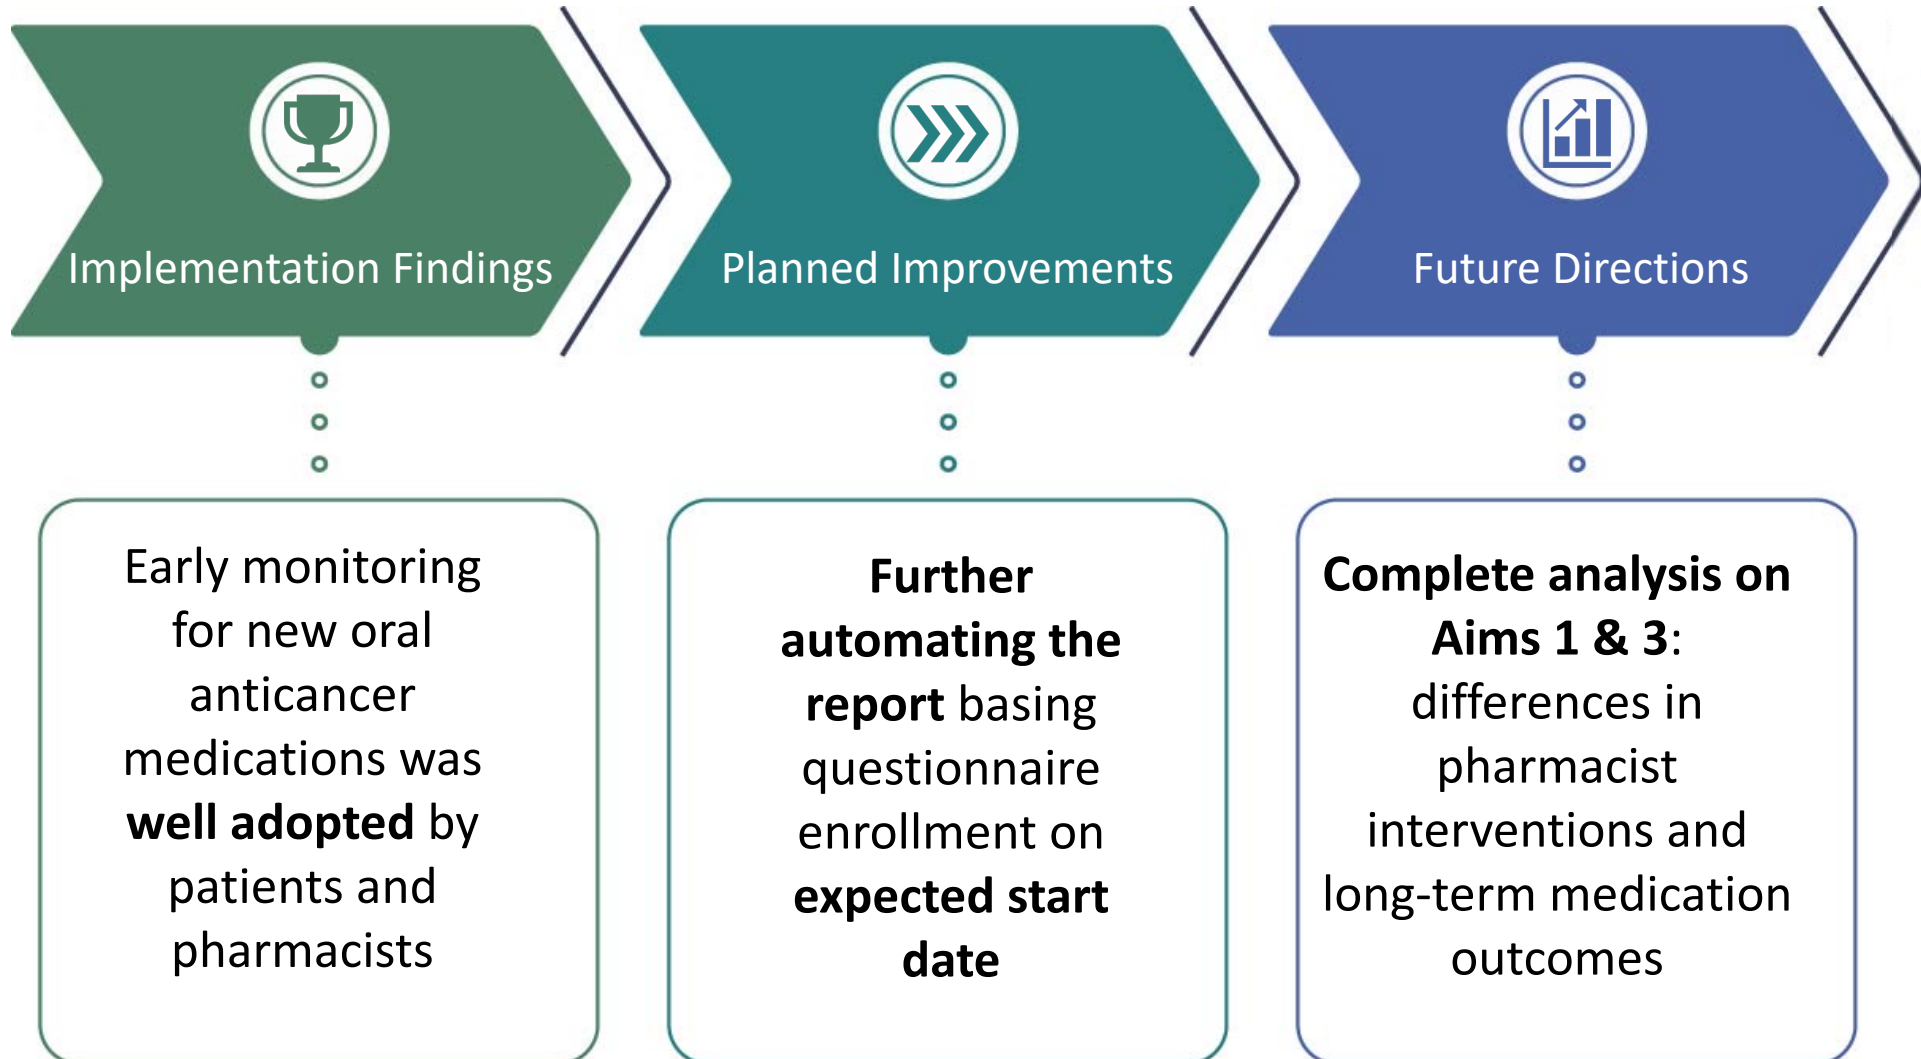 Implementation Findings
Planned Improvements
Future Directions
Early monitoring
for new oral
anticancer
medications was
well adopted by
patients and
pharmacists
Further
automating the
report basing
questionnaire
enrollment on
expected start
date
Complete analysis on
Aims 1 & 3:
differences in
pharmacist
interventions and
long-term medication
outcomes